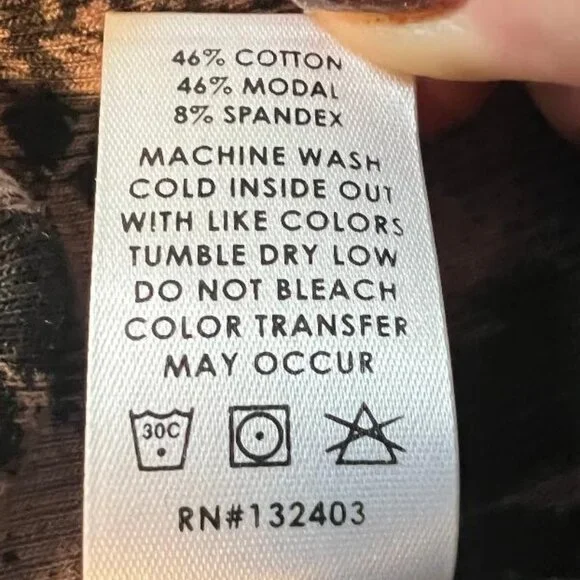 46% COTTON
46% MODAL
8% SPANDEX
MACHINE WASH
COLD INSIDE OUT
WITH LIKE COLORS
TUMBLE DRY LOW
DO NOT BLEACH
COLOR TRANSFER
MAY OCCUR
30C
RN#132403